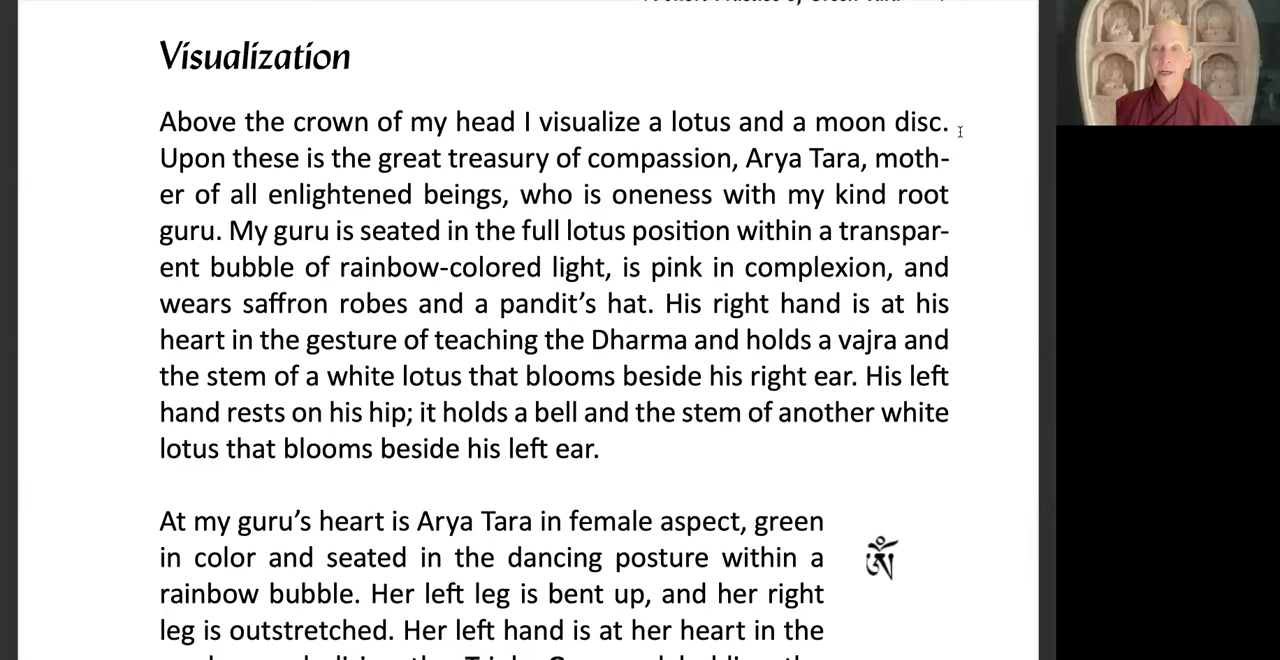 Visualization
Above the crown of my head I visualize a lotus and a moon disc.
Upon these is the great treasury of compassion, Arya Tara, moth-
er of all enlightened beings, who is oneness with my kind root
guru. My guru is seated in the full lotus position within a transpar-
ent bubble of rainbow-colored light, is pink in complexion, and
wears saffron robes and a pandit’s hat. His right hand is at his
heart in the gesture of teaching the Dharma and holds a vajra and
the stem of a white lotus that blooms beside his right ear. His left
hand rests on his hip; it holds a bell and the stem of another white
lotus that blooms beside his left ear.
At my guru’s heart is Arya Tara in female aspect, green
in color and seated in the dancing posture within a
rainbow bubble. Her left leg is bent up, and her right
leg is outstretched. Her left hand is at her heart in the
ༀ